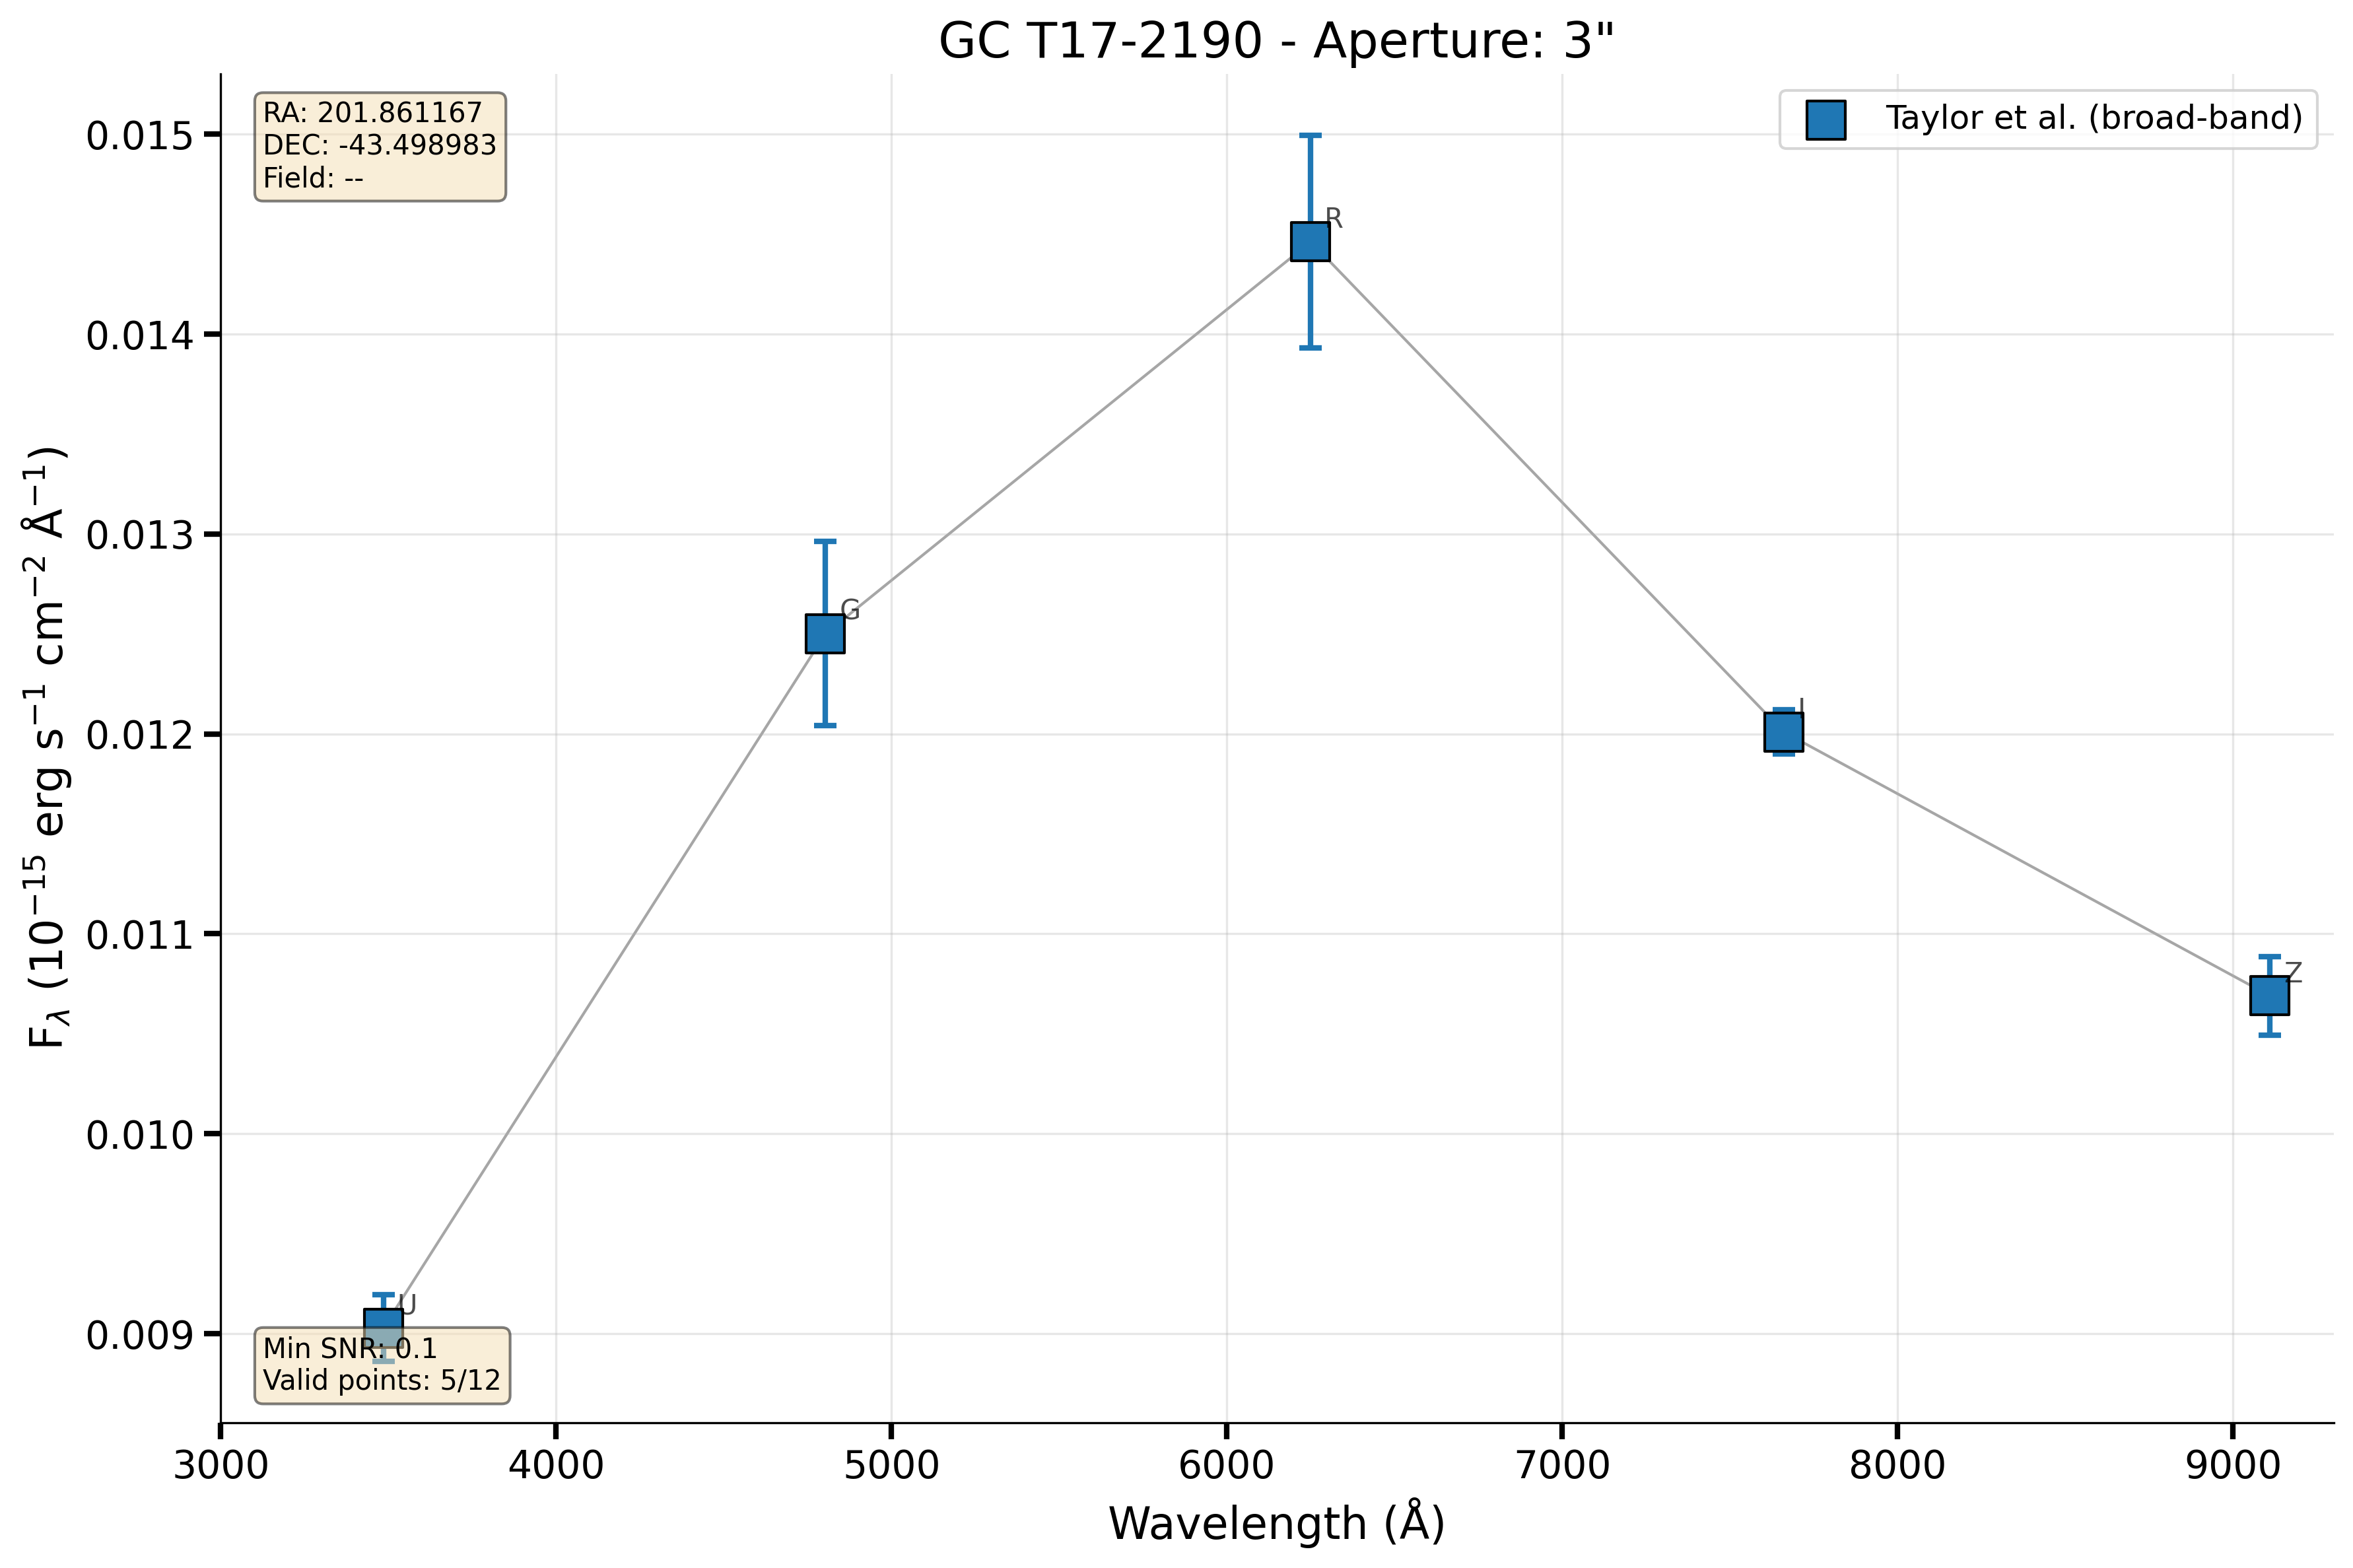 GC T17-2190 - Aperture: 3"
RA: 201.861167
DEC: -43.498983
Field: --
Taylor et al. (broad-band)
0.015
0.014
0.013
0.012
0.011
0.010
0.009
F_λ (10⁻¹⁵ erg s⁻¹ cm⁻² Å⁻¹)
R
G
I
Z
U
Min SNR: 0.1
Valid points: 5/12
3000 4000 5000 6000 7000 8000 9000
Wavelength (Å)